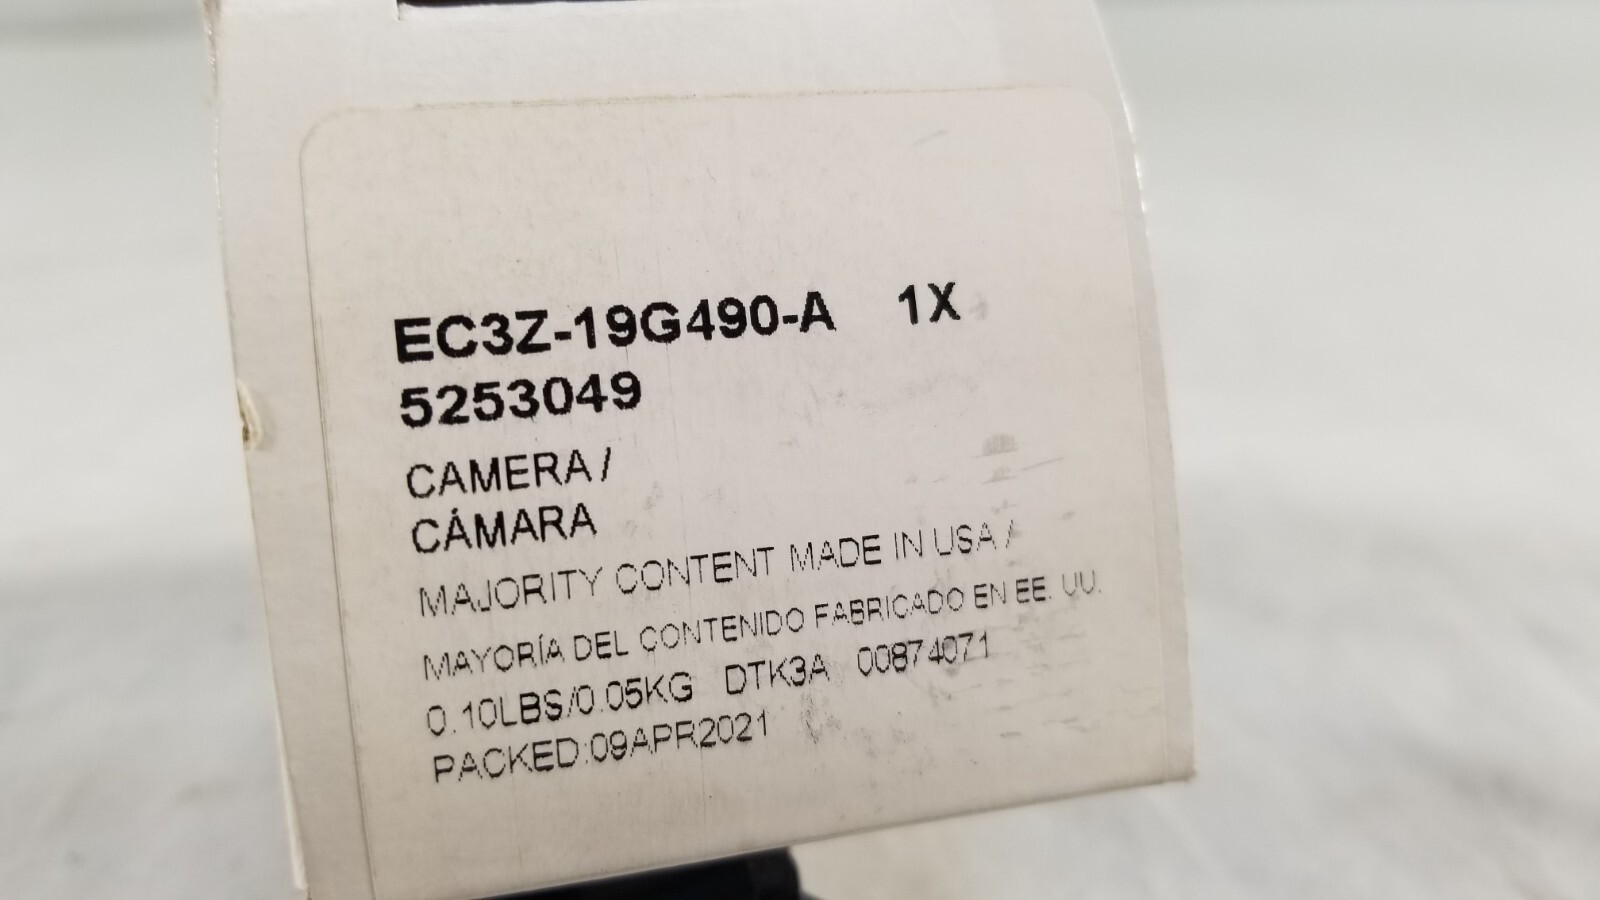 EC3Z-19G490-A 1X
5253049
CAMERA /
CÁMARA
MAJORITY CONTENT MADE IN USA /
MAYORÍA DEL CONTENIDO FABRICADO EN EE. UU.
0.10LBS/0.05KG DTK3A 00874071
PACKED:09APR2021